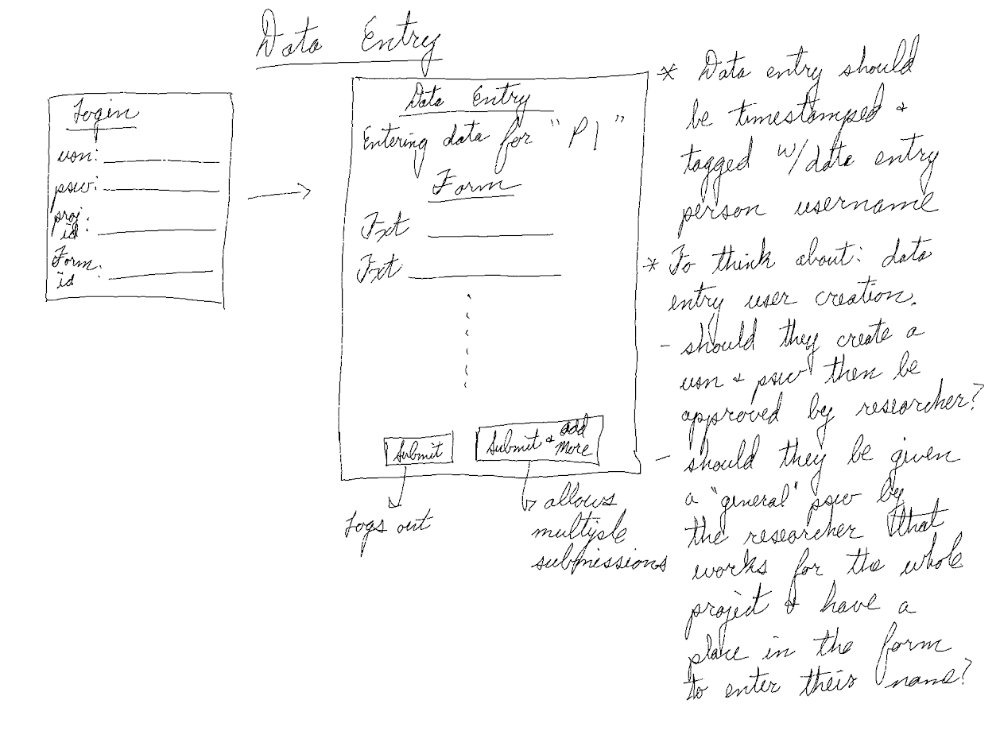 Data Entry
Login
usn:
psw:
proj
id:
Form
id:
Data Entry
Entering data for "P1"
Form
Txt
Txt
Submit
Submit & add
More
Logs out
allows
multiple
submissions
* Data entry should
be timestamped &
tagged w/data entry
person username
* To think about: data
entry user creation.
- should they create a
usn & psw then be
approved by researcher?
- should they be given
a "general" psw by
the researcher that
works for the whole
project & have a
place in the form
to enter their name?